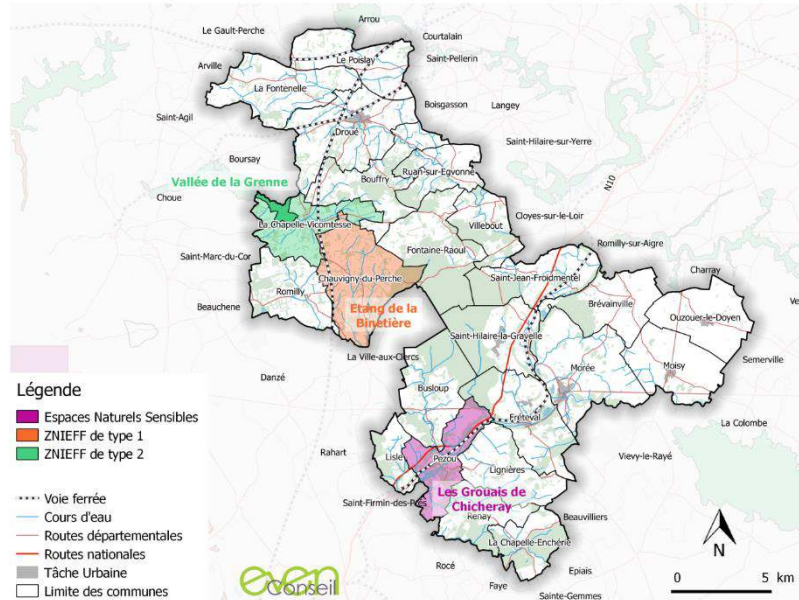 Arrou
Le Gault-Perche
Courtalain
Le Poislay
Saint-Pellerin
Arville
La Fontenelle
Boisgasson
Langey
Saint-Agil
Droué
Saint-Hilaire-sur-Yerre
Boursay
Ruan-sur-Egvonne
Bouffry
Vallée de la Grenne
N10
Choue
Cloyes-sur-le-Loir
La Chapelle-Vicomtesse
Villebout
Romilly-sur-Aigre
Fontaine-Raoul
Saint-Marc-du-Cor
Saint-Jean-Froidmentel
Charray
Chauvigny-du-Perche
Romilly
Brévainville
Beauchene
Etang de la
Binetière
Ouzouer-le-Doyen
Saint-Hilaire-la-Gravelle
La Ville-aux-Clercs
Semerville
Morée
Moisy
Danzé
Busloup
Légende
Espaces Naturels Sensibles
ZNIEFF de type 1
ZNIEFF de type 2
Fréteval
La Colombe
Rahart
Lisle
Pezou
Vievy-le-Rayé
Lignières
Voie ferrée
Cours d'eau
Routes départementales
Routes nationales
Tâche Urbaine
Limite des communes
Les Grouais de
Chicheray
Saint-Firmin-des-Prés
Renay
Beauvilliers
La Chapelle-Enchérie
N
Rocé
Epiais
Faye
Sainte-Gemmes
even
Conseil
0 5 km